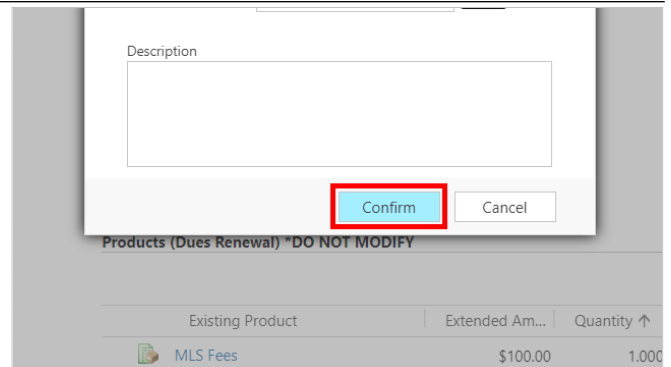 Description
Confirm
Cancel
Products (Dues Renewal) *DO NOT MODIFY
Existing Product Extended Am... Quantity ↑
MLS Fees $100.00 1.000